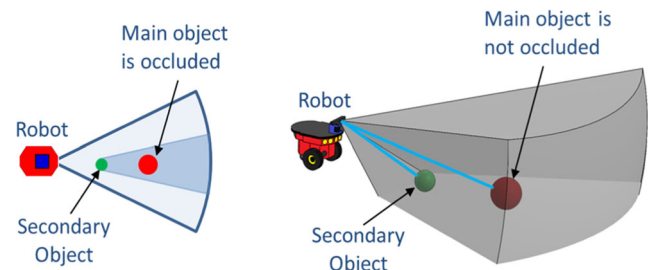 Main object
is occluded
Robot
Secondary
Object
Main object is
not occluded
Robot
Secondary
Object